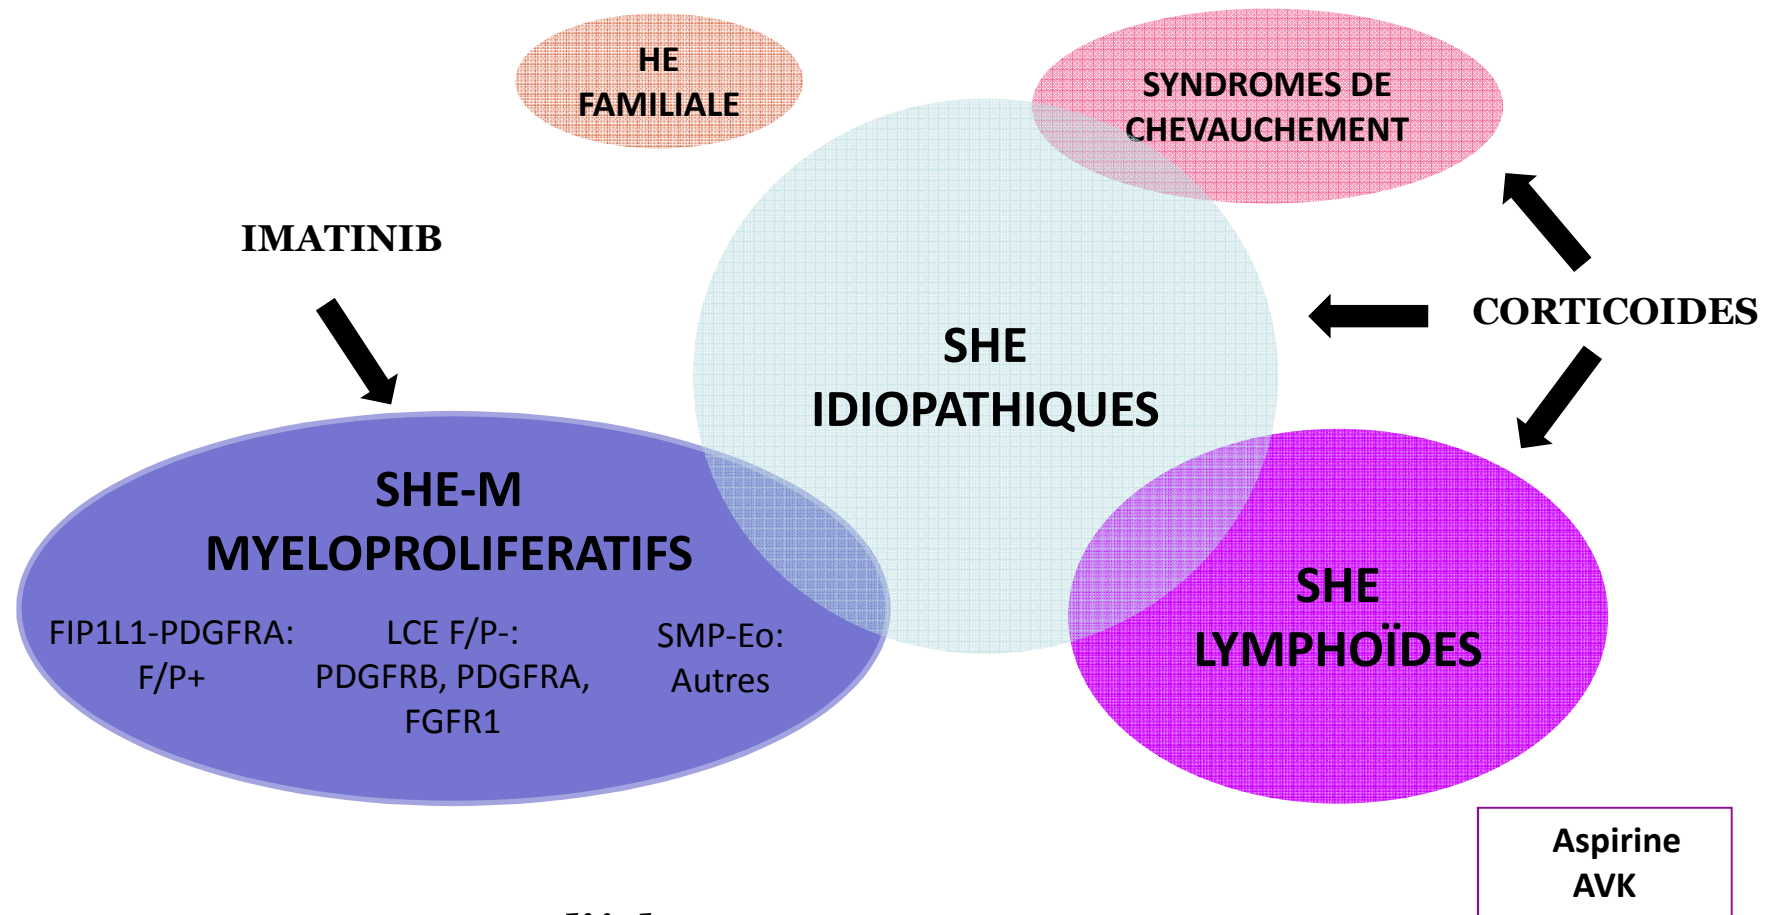 HE
FAMILIALE
SYNDROMES DE
CHEVAUCHEMENT
IMATINIB
CORTICOIDES
SHE
IDIOPATHIQUES
SHE-M
MYELOPROLIFERATIFS
FIP1L1-PDGFRA:
F/P+
LCE F/P-:
PDGFRB, PDGFRA,
FGFR1
SMP-Eo:
Autres
SHE
LYMPHOÏDES
Aspirine
AVK